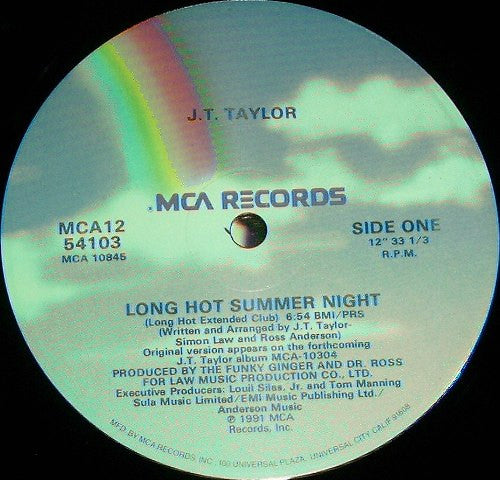 J.T. TAYLOR
MCA RECORDS
MCA12
54103
MCA 10845
SIDE ONE
12" 33 1/3
R.P.M.
LONG HOT SUMMER NIGHT
(Long Hot Extended Club) 6:54 BMI/PRS
(Written and Arranged by J.T. Taylor-
Simon Law and Ross Anderson)
Original version appears on the forthcoming
J.T. Taylor album MCA-10304
PRODUCED BY THE FUNKY GINGER AND DR. ROSS
FOR LAW MUSIC PRODUCTION CO., LTD.
Executive Producers: Louil Silas, Jr. and Tom Manning
Sula Music Limited/EMI Music Publishing Ltd./
Anderson Music
℗ 1991 MCA
Records, Inc.
MFD. BY MCA RECORDS, INC., 100 UNIVERSAL PLAZA, UNIVERSAL CITY, CALIF. 91608